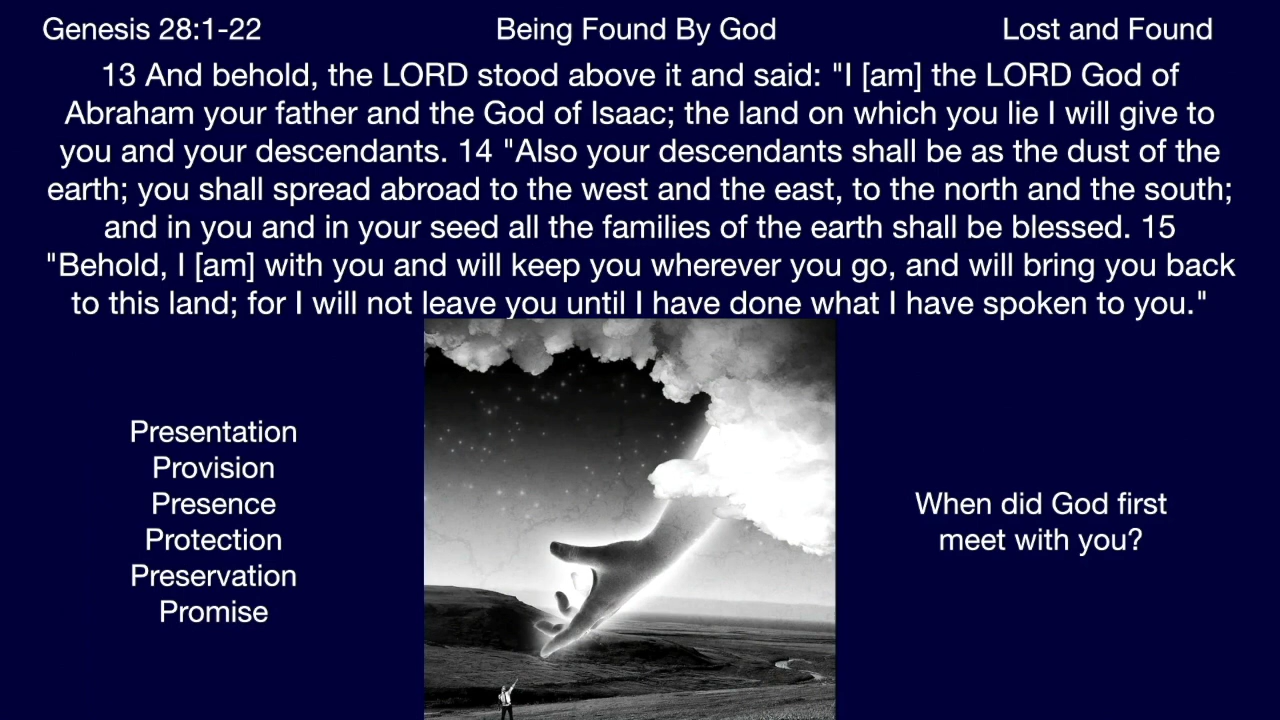 Genesis 28:1-22
Being Found By God
Lost and Found
13 And behold, the LORD stood above it and said: "I [am] the LORD God of
Abraham your father and the God of Isaac; the land on which you lie I will give to
you and your descendants. 14 "Also your descendants shall be as the dust of the
earth; you shall spread abroad to the west and the east, to the north and the south;
and in you and in your seed all the families of the earth shall be blessed. 15
"Behold, I [am] with you and will keep you wherever you go, and will bring you back
to this land; for I will not leave you until I have done what I have spoken to you."
Presentation
Provision
Presence
Protection
Preservation
Promise
When did God first
meet with you?